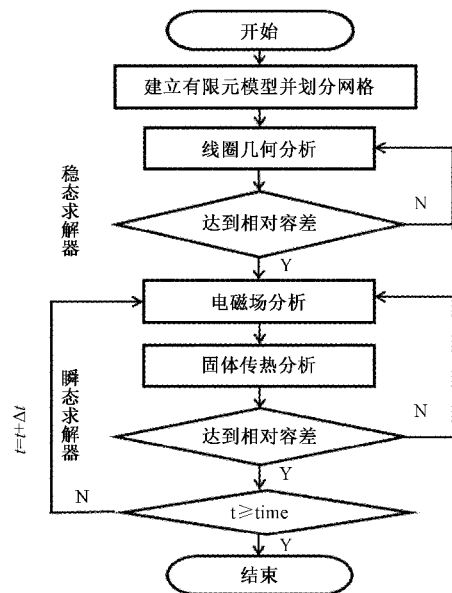 开始
建立有限元模型并划分网格
线圈几何分析
稳态求解器
达到相对容差
N
Y
电磁场分析
固体传热分析
瞬态求解器
t=t+∇t
达到相对容差
N
Y
N
t≥time
Y
结束